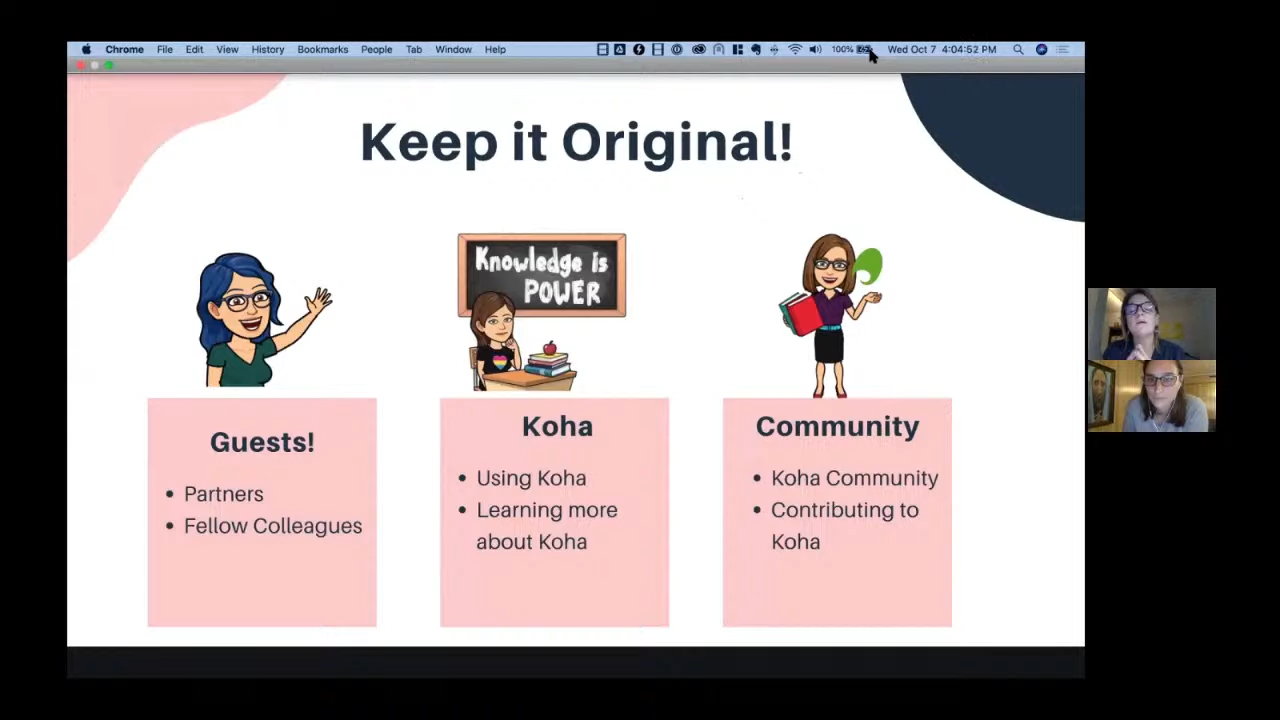 Chrome File Edit View History Bookmarks People Tab Window Help 100% Wed Oct 7 4:04:52 PM
Keep it Original!
Knowledge is
POWER
Guests!
• Partners
• Fellow Colleagues
Koha
• Using Koha
• Learning more
about Koha
Community
• Koha Community
• Contributing to
Koha